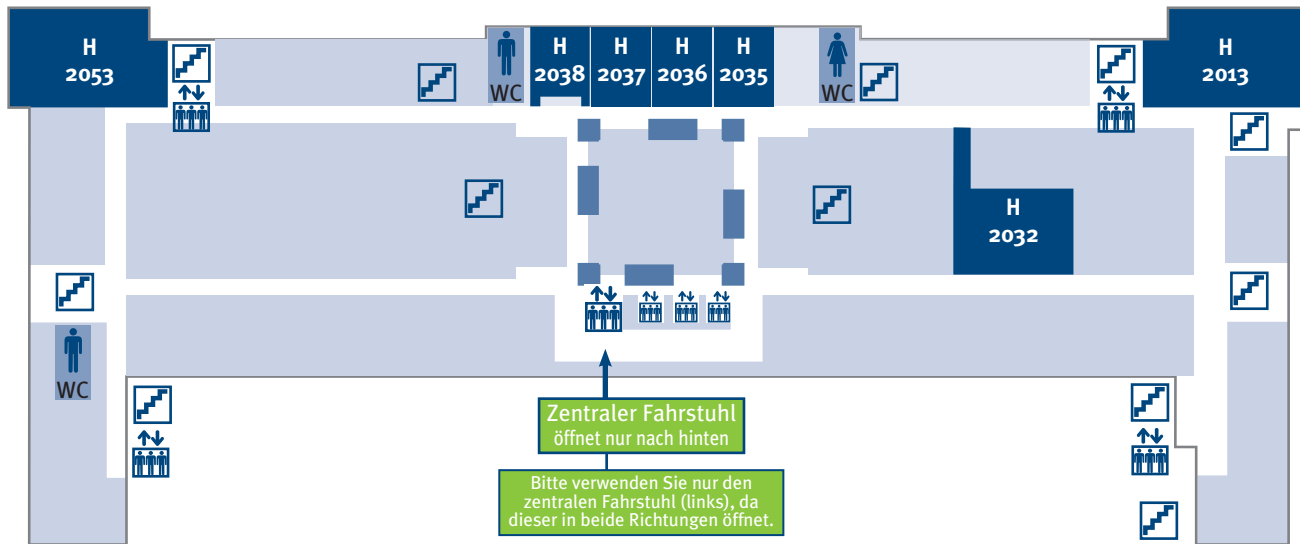 H
2053
WC
H
2038
H
2037
H
2036
H
2035
WC
H
2013
H
2032
WC
Zentraler Fahrstuhl
öffnet nur nach hinten
Bitte verwenden Sie nur den
zentralen Fahrstuhl (links), da
dieser in beide Richtungen öffnet.